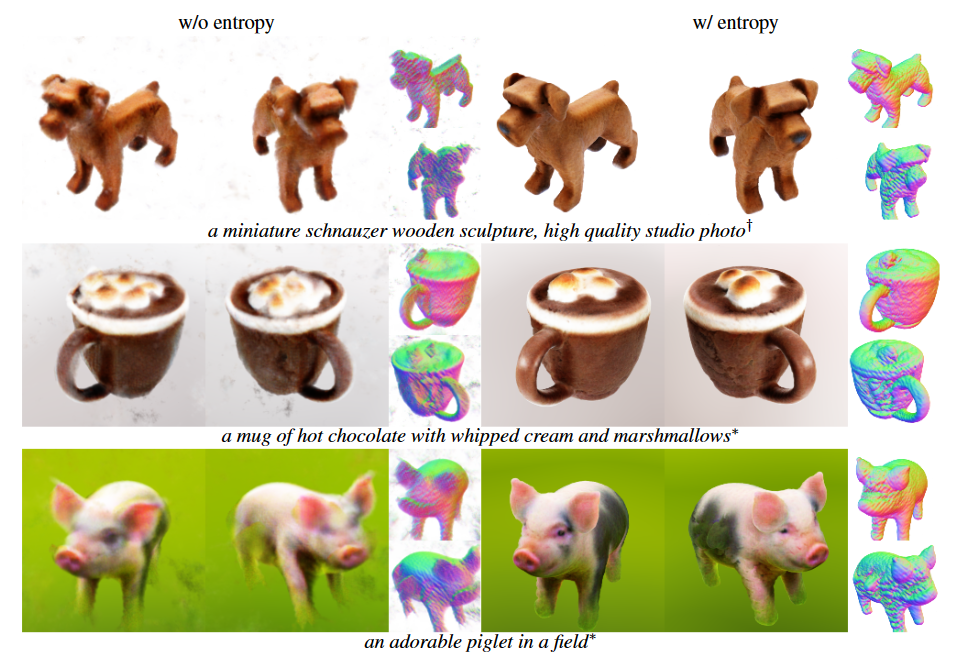 w/o entropy
w/ entropy
a miniature schnauzer wooden sculpture, high quality studio photo†
a mug of hot chocolate with whipped cream and marshmallows*
an adorable piglet in a field*